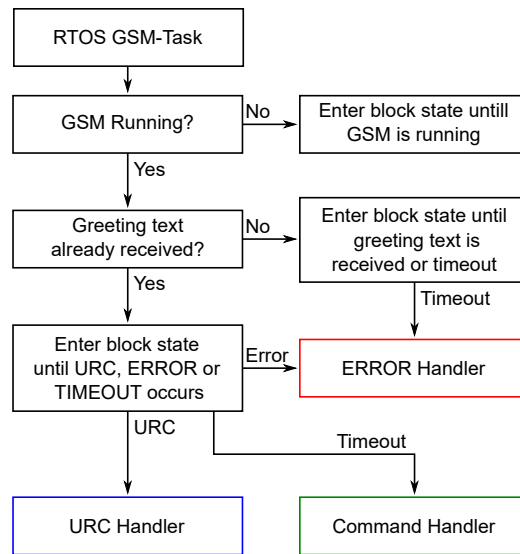 RTOS GSM-Task
GSM Running?
No
Enter block state untill
GSM is running
Yes
Greeting text
already received?
No
Enter block state until
greeting text is
received or timeout
Yes
Timeout
Enter block state
until URC, ERROR or
TIMEOUT occurs
Error
ERROR Handler
URC
Timeout
URC Handler
Command Handler